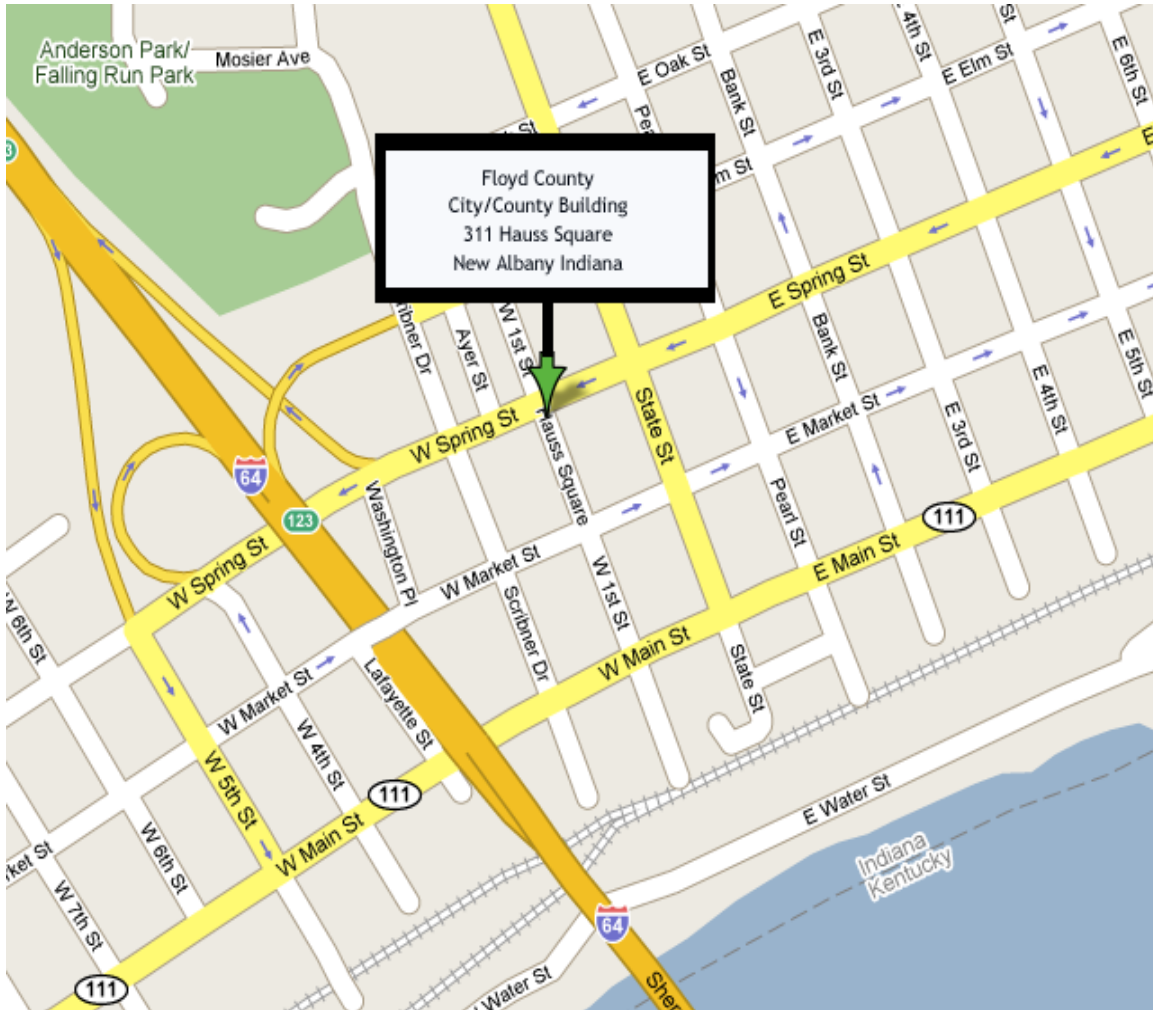 Anderson Park/
Falling Run Park
Mosier Ave
E Oak St
Bank St
E 3rd St
E 4th St
E Elm St
E 6th St
Floyd County
City/County Building
311 Hauss Square
New Albany Indiana
E Spring St
Scribner Dr
Ayer St
W 1st St
Hauss Square
State St
W Spring St
Bank St
E Market St
E 5th St
E 4th St
E 3rd St
64
123
Washington Pl
W Market St
Pearl St
111
E Main St
W Spring St
W 1st St
Scribner Dr
W Main St
State St
W 6th St
W Market St
Lafayette St
W 4th St
W 5th St
111
W Main St
E Water St
Indiana
Kentucky
W 6th St
W 7th St
64
111
Water St